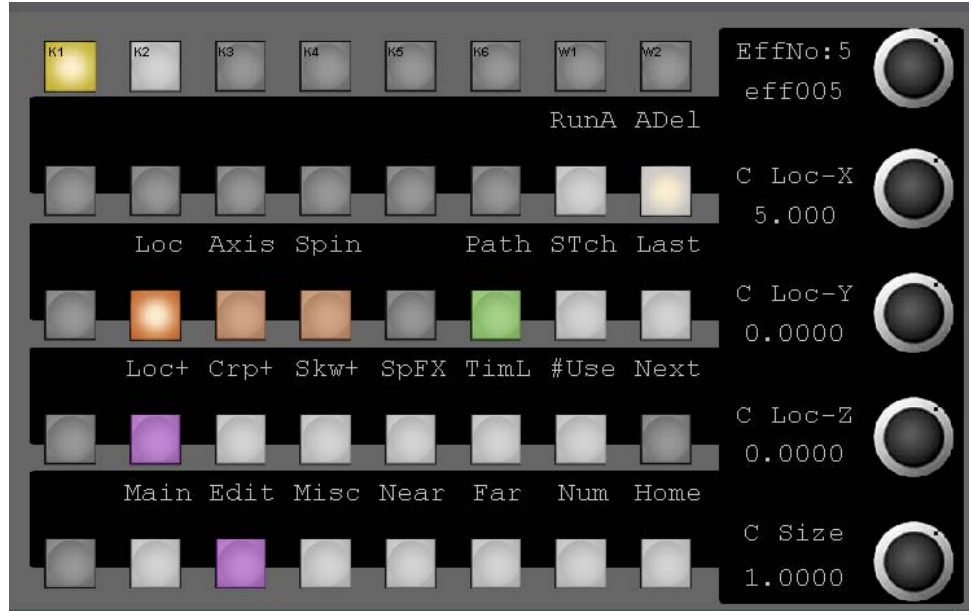 K1 K2 K3 K4 K5 K6 W1 W2
EffNo:5
eff005
RunA ADel
C Loc-X
5.000
Loc Axis Spin Path STch Last
C Loc-Y
0.0000
Loc+ Crp+ Skw+ SpFX TimL #Use Next
C Loc-Z
0.0000
Main Edit Misc Near Far Num Home
C Size
1.0000